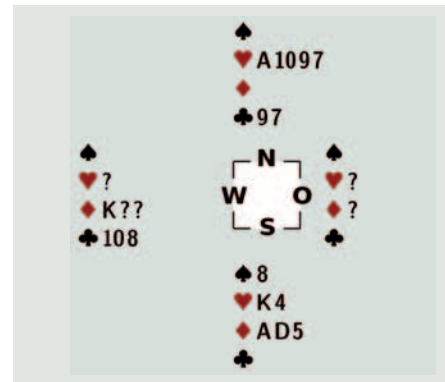 ♠
♥ A1097
♦
♣ 97
♠
♥ ?
♦ K??
♣ 108
N
W O
S
♠
♥ ?
♦ ?
♣
♠ 8
♥ K4
♦ AD5
♣